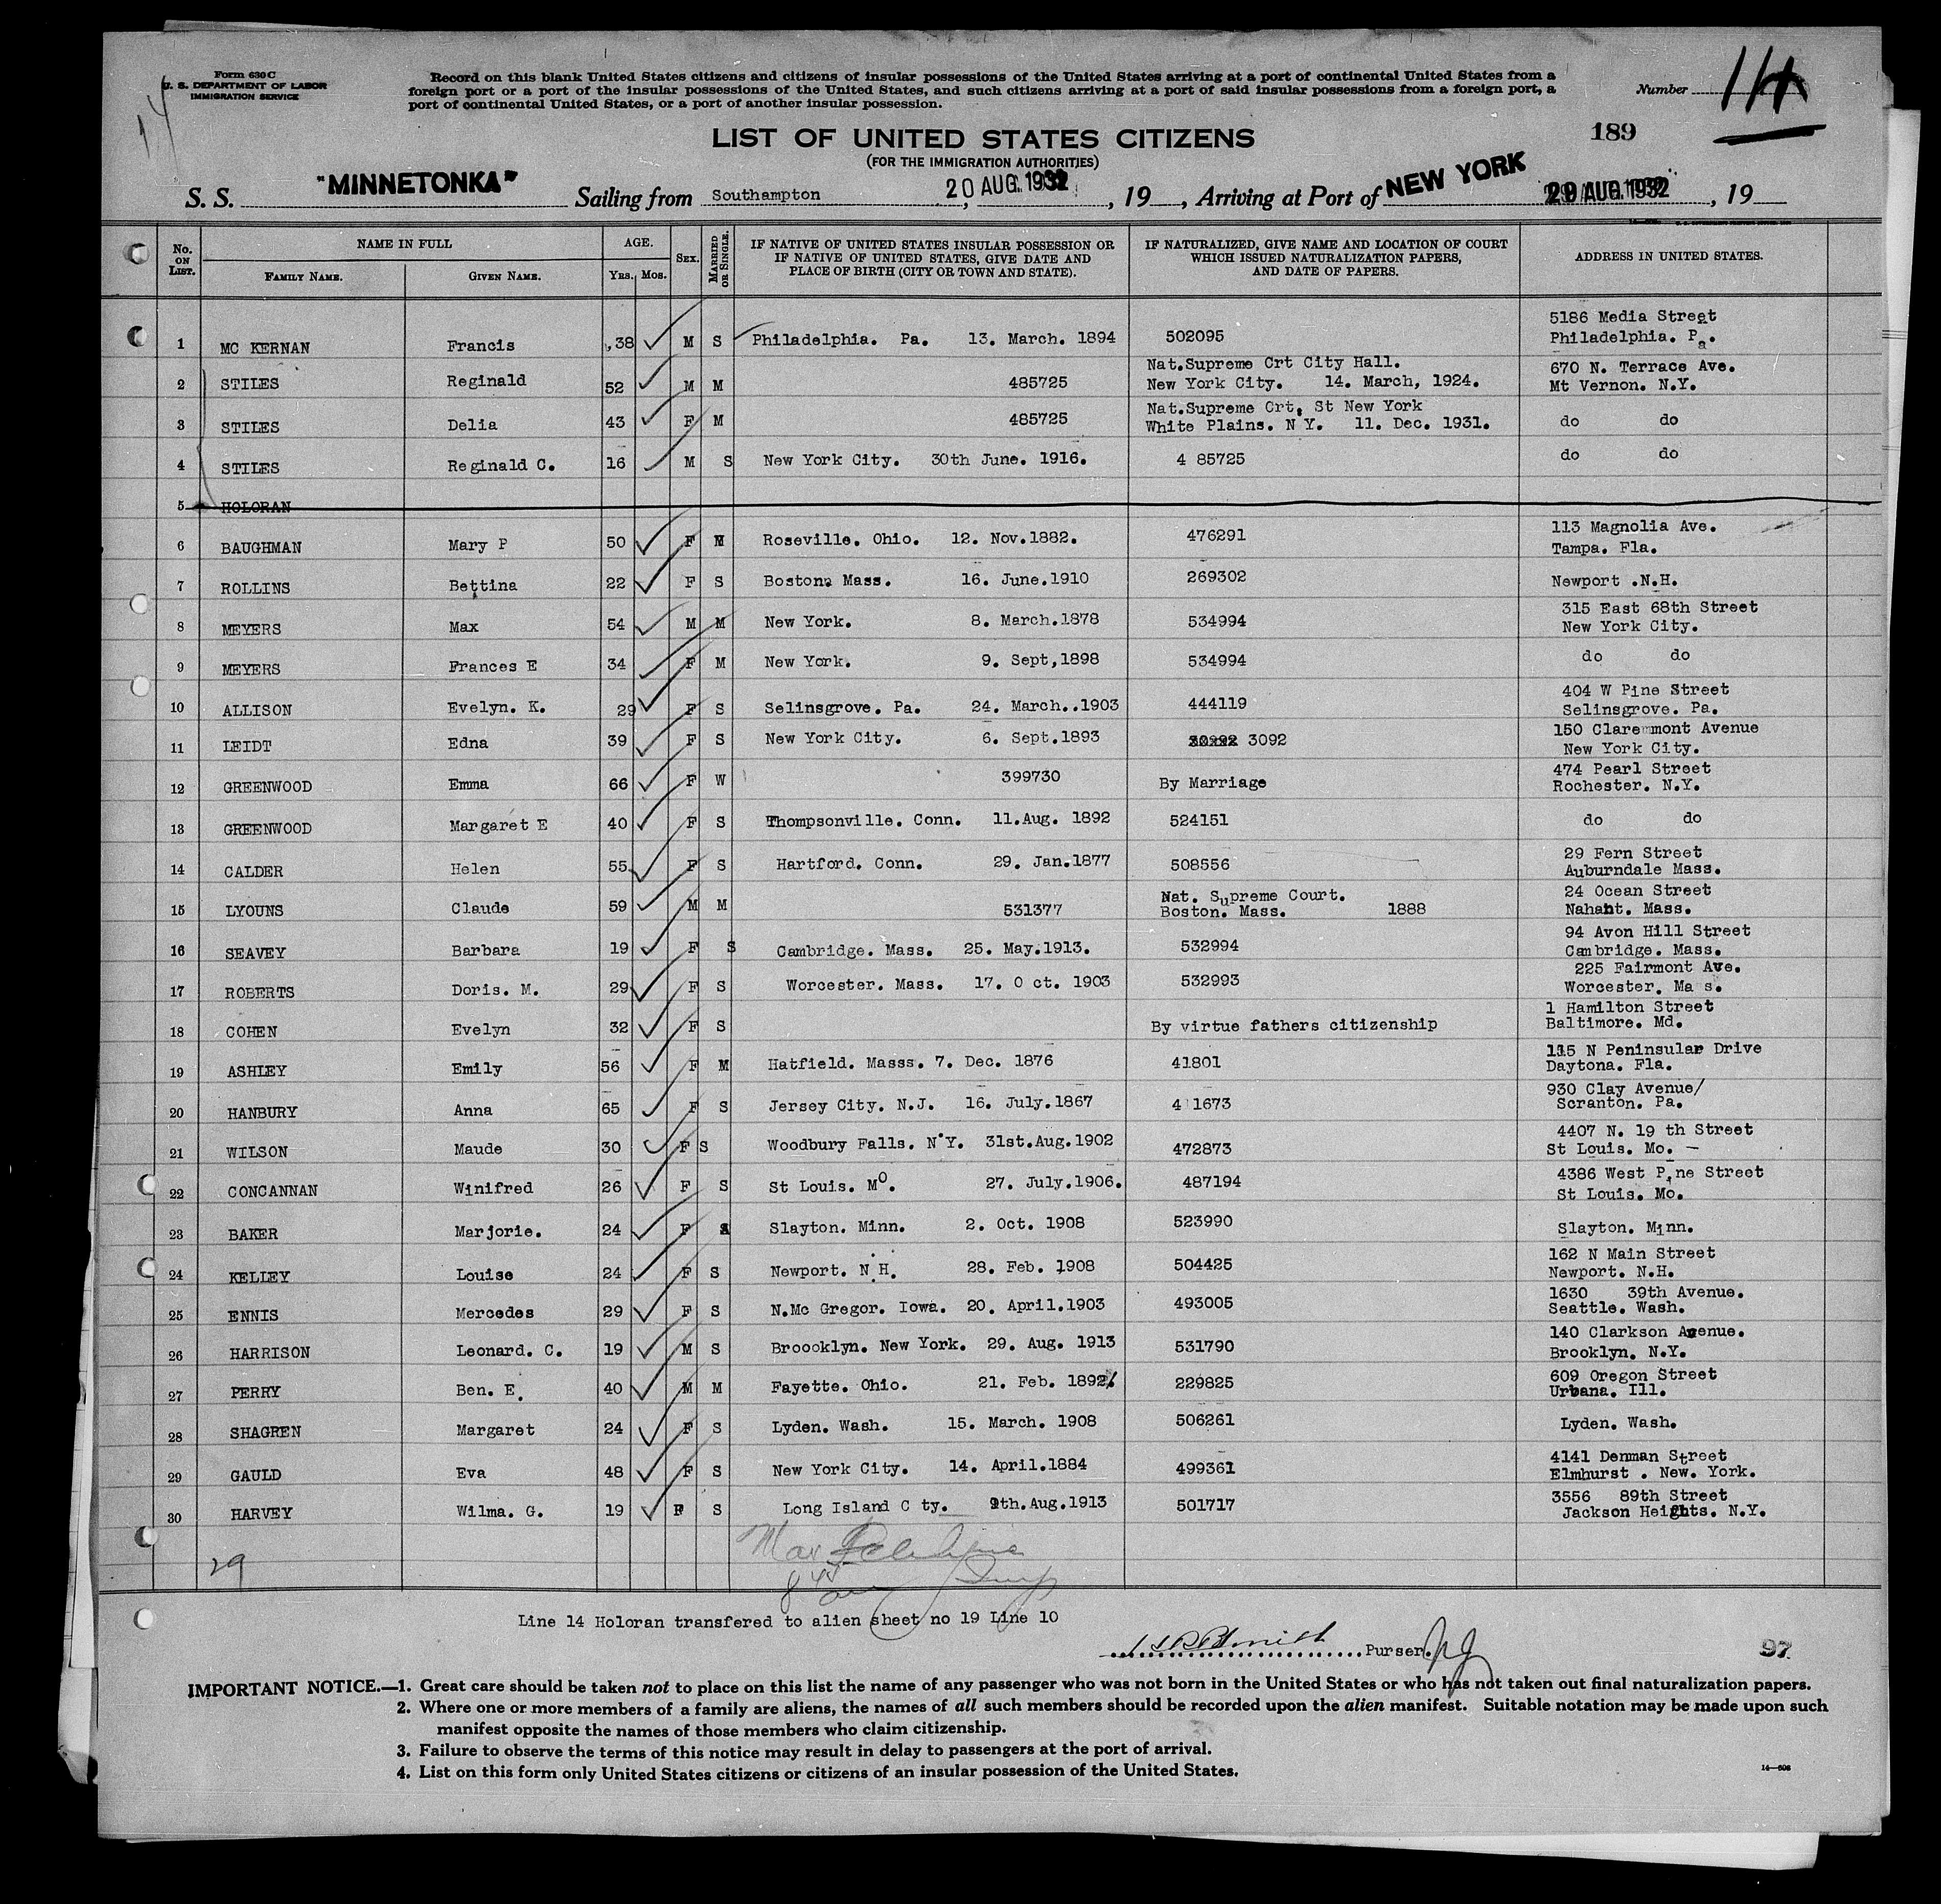 Form 630 C
U. S. DEPARTMENT OF LABOR
IMMIGRATION SERVICE
Record on this blank United States citizens and citizens of insular possessions of the United States arriving at a port of continental United States from a
foreign port or a port of the insular possessions of the United States, and such citizens arriving at a port of said insular possessions from a foreign port, a
port of continental United States, or a port of another insular possession.
Number 114
14
189
LIST OF UNITED STATES CITIZENS
(FOR THE IMMIGRATION AUTHORITIES)
S. S. "MINNETONKA" Sailing from Southampton, 20 AUG. 1932, 19 , Arriving at Port of NEW YORK AUG. 1932, 19
No. ON LIST. NAME IN FULL FAMILY NAME. GIVEN NAME. AGE. YRS. MOS. SEX. MARRIED OR SINGLE. IF NATIVE OF UNITED STATES INSULAR POSSESSION OR IF NATIVE OF UNITED STATES, GIVE DATE AND PLACE OF BIRTH (CITY OR TOWN AND STATE). IF NATURALIZED, GIVE NAME AND LOCATION OF COURT WHICH ISSUED NATURALIZATION PAPERS, AND DATE OF PAPERS. ADDRESS IN UNITED STATES.
1 MC KERNAN Francis 38 M S Philadelphia. Pa. 13. March. 1894 502095 5186 Media Street Philadelphia. Pa.
2 STILES Reginald 52 M M 485725 Nat.Supreme Crt City Hall. New York City. 14. March, 1924. 670 N. Terrace Ave. Mt Vernon. N.Y.
3 STILES Delia 43 F M 485725 Nat.Supreme Crt, St New York White Plains. N Y. 11. Dec. 1931. do do
4 STILES Reginald C. 16 M S New York City. 30th June. 1916. 4 85725 do do
5 HOLORAN
6 BAUGHMAN Mary P 50 F M Roseville. Ohio. 12. Nov.1882. 476291 113 Magnolia Ave. Tampa. Fla.
7 ROLLINS Bettina 22 F S Boston. Mass. 16. June.1910 269302 Newport .N.H.
8 MEYERS Max 54 M M New York. 8. March.1878 534994 315 East 68th Street New York City.
9 MEYERS Frances E 34 F M New York. 9. Sept,1898 534994 do do
10 ALLISON Evelyn. K. 29 F S Selinsgrove. Pa. 24. March..1903 444119 404 W Pine Street Selinsgrove. Pa.
11 LEIDT Edna 39 F S New York City. 6. Sept.1893 3092 150 Claremmont Avenue New York City.
12 GREENWOOD Emma 66 F W 399730 By Marriage 474 Pearl Street Rochester. N.Y.
13 GREENWOOD Margaret E 40 F S Thompsonville. Conn. 11.Aug. 1892 524151 do do
14 CALDER Helen 55 F S Hartford. Conn. 29. Jan.1877 508556 29 Fern Street Auburndale Mass.
15 LYOUNS Claude 59 M M 531377 Nat. Supreme Court. Boston. Mass. 1888 24 Ocean Street Nahant. Mass.
16 SEAVEY Barbara 19 F S Cambridge. Mass. 25. May.1913. 532994 94 Avon Hill Street Cambridge. Mass.
17 ROBERTS Doris. M. 29 F S Worcester. Mass. 17. O ct. 1903 532993 225 Fairmont Ave. Worcester. Ma s.
18 COHEN Evelyn 32 F S By virtue fathers citizenship 1 Hamilton Street Baltimore. Md.
19 ASHLEY Emily 56 F M Hatfield. Masss. 7. Dec. 1876 41801 115 N Peninsular Drive Daytona. Fla.
20 HANBURY Anna 65 F S Jersey City. N.J. 16. July.1867 4 1673 930 Clay Avenue/ Scranton. Pa.
21 WILSON Maude 30 F S Woodbury Falls. N.Y. 31st.Aug.1902 472873 4407 N. 19 th Street St Louis. Mo. —
22 CONCANNAN Winifred 26 F S St Louis. Mo. 27. July.1906. 487194 4386 West Pine Street St Louis. Mo.
23 BAKER Marjorie. 24 F Slayton. Minn. 2. Oct. 1908 523990 Slayton. Minn.
24 KELLEY Louise 24 F S Newport. N.H. 28. Feb. 1908 504425 162 N Main Street Newport. N.H.
25 ENNIS Mercedes 29 F S N.Mc Gregor. Iowa. 20. April.1903 493005 1630 39th Avenue. Seattle. Wash.
26 HARRISON Leonard. C. 19 M S Broooklyn. New York. 29. Aug. 1913 531790 140 Clarkson Avenue. Brooklyn. N.Y.
27 PERRY Ben. E. 40 M M Fayette. Ohio. 21. Feb. 1892 229825 609 Oregon Street Urbana. Ill.
28 SHAGREN Margaret 24 F S Lyden. Wash. 15. March. 1908 506261 Lyden. Wash.
29 GAULD Eva 48 F S New York City. 14. April.1884 499361 4141 Denman Street Elmhurst . New. York.
30 HARVEY Wilma. G. 19 F S Long Island C ty. 9th.Aug.1913 501717 3556 89th Street Jackson Heights. N.Y.
29
Line 14 Holoran transfered to alien sheet no 19 Line 10
Smith Purser.
97
IMPORTANT NOTICE.—1. Great care should be taken not to place on this list the name of any passenger who was not born in the United States or who has not taken out final naturalization papers.
2. Where one or more members of a family are aliens, the names of all such members should be recorded upon the alien manifest. Suitable notation may be made upon such
manifest opposite the names of those members who claim citizenship.
3. Failure to observe the terms of this notice may result in delay to passengers at the port of arrival.
4. List on this form only United States citizens or citizens of an insular possession of the United States.